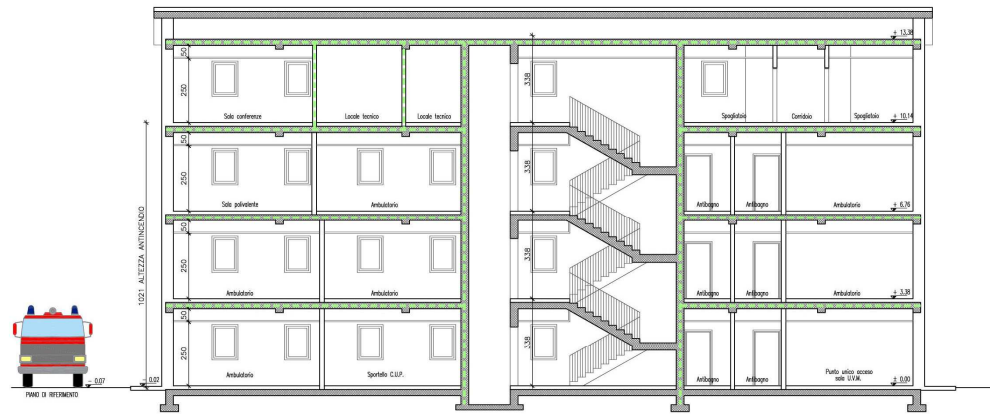 + 13,38
50
250
338
Sala conferenze
Locale tecnico
Locale tecnico
Spogliatoio
Corridoio
Spogliatoio
+ 10,14
50
250
338
Sala polivalente
Ambulatorio
Antibagno
Antibagno
Ambulatorio
+ 6,76
1021 ALTEZZA ANTINCENDIO
50
250
338
Ambulatorio
Ambulatorio
Antibagno
Antibagno
Ambulatorio
+ 3,38
50
250
338
Ambulatorio
Sportello C.U.P.
Antibagno
Antibagno
Punto unico accesso
sala U.V.M.
± 0,00
- 0,07
- 0,02
PIANO DI RIFERIMENTO